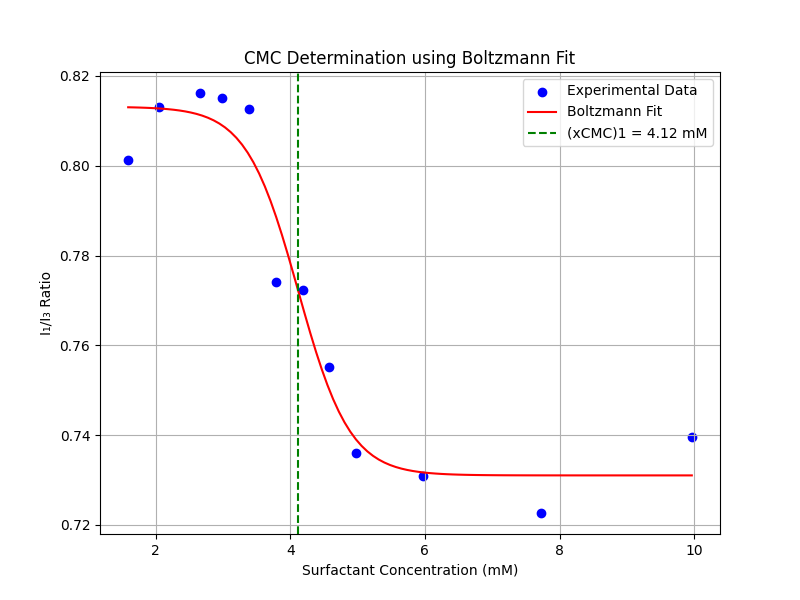 CMC Determination using Boltzmann Fit
Experimental Data
Boltzmann Fit
(xCMC)1 = 4.12 mM
I₁/I₃ Ratio
0.82
0.80
0.78
0.76
0.74
0.72
2 4 6 8 10
Surfactant Concentration (mM)